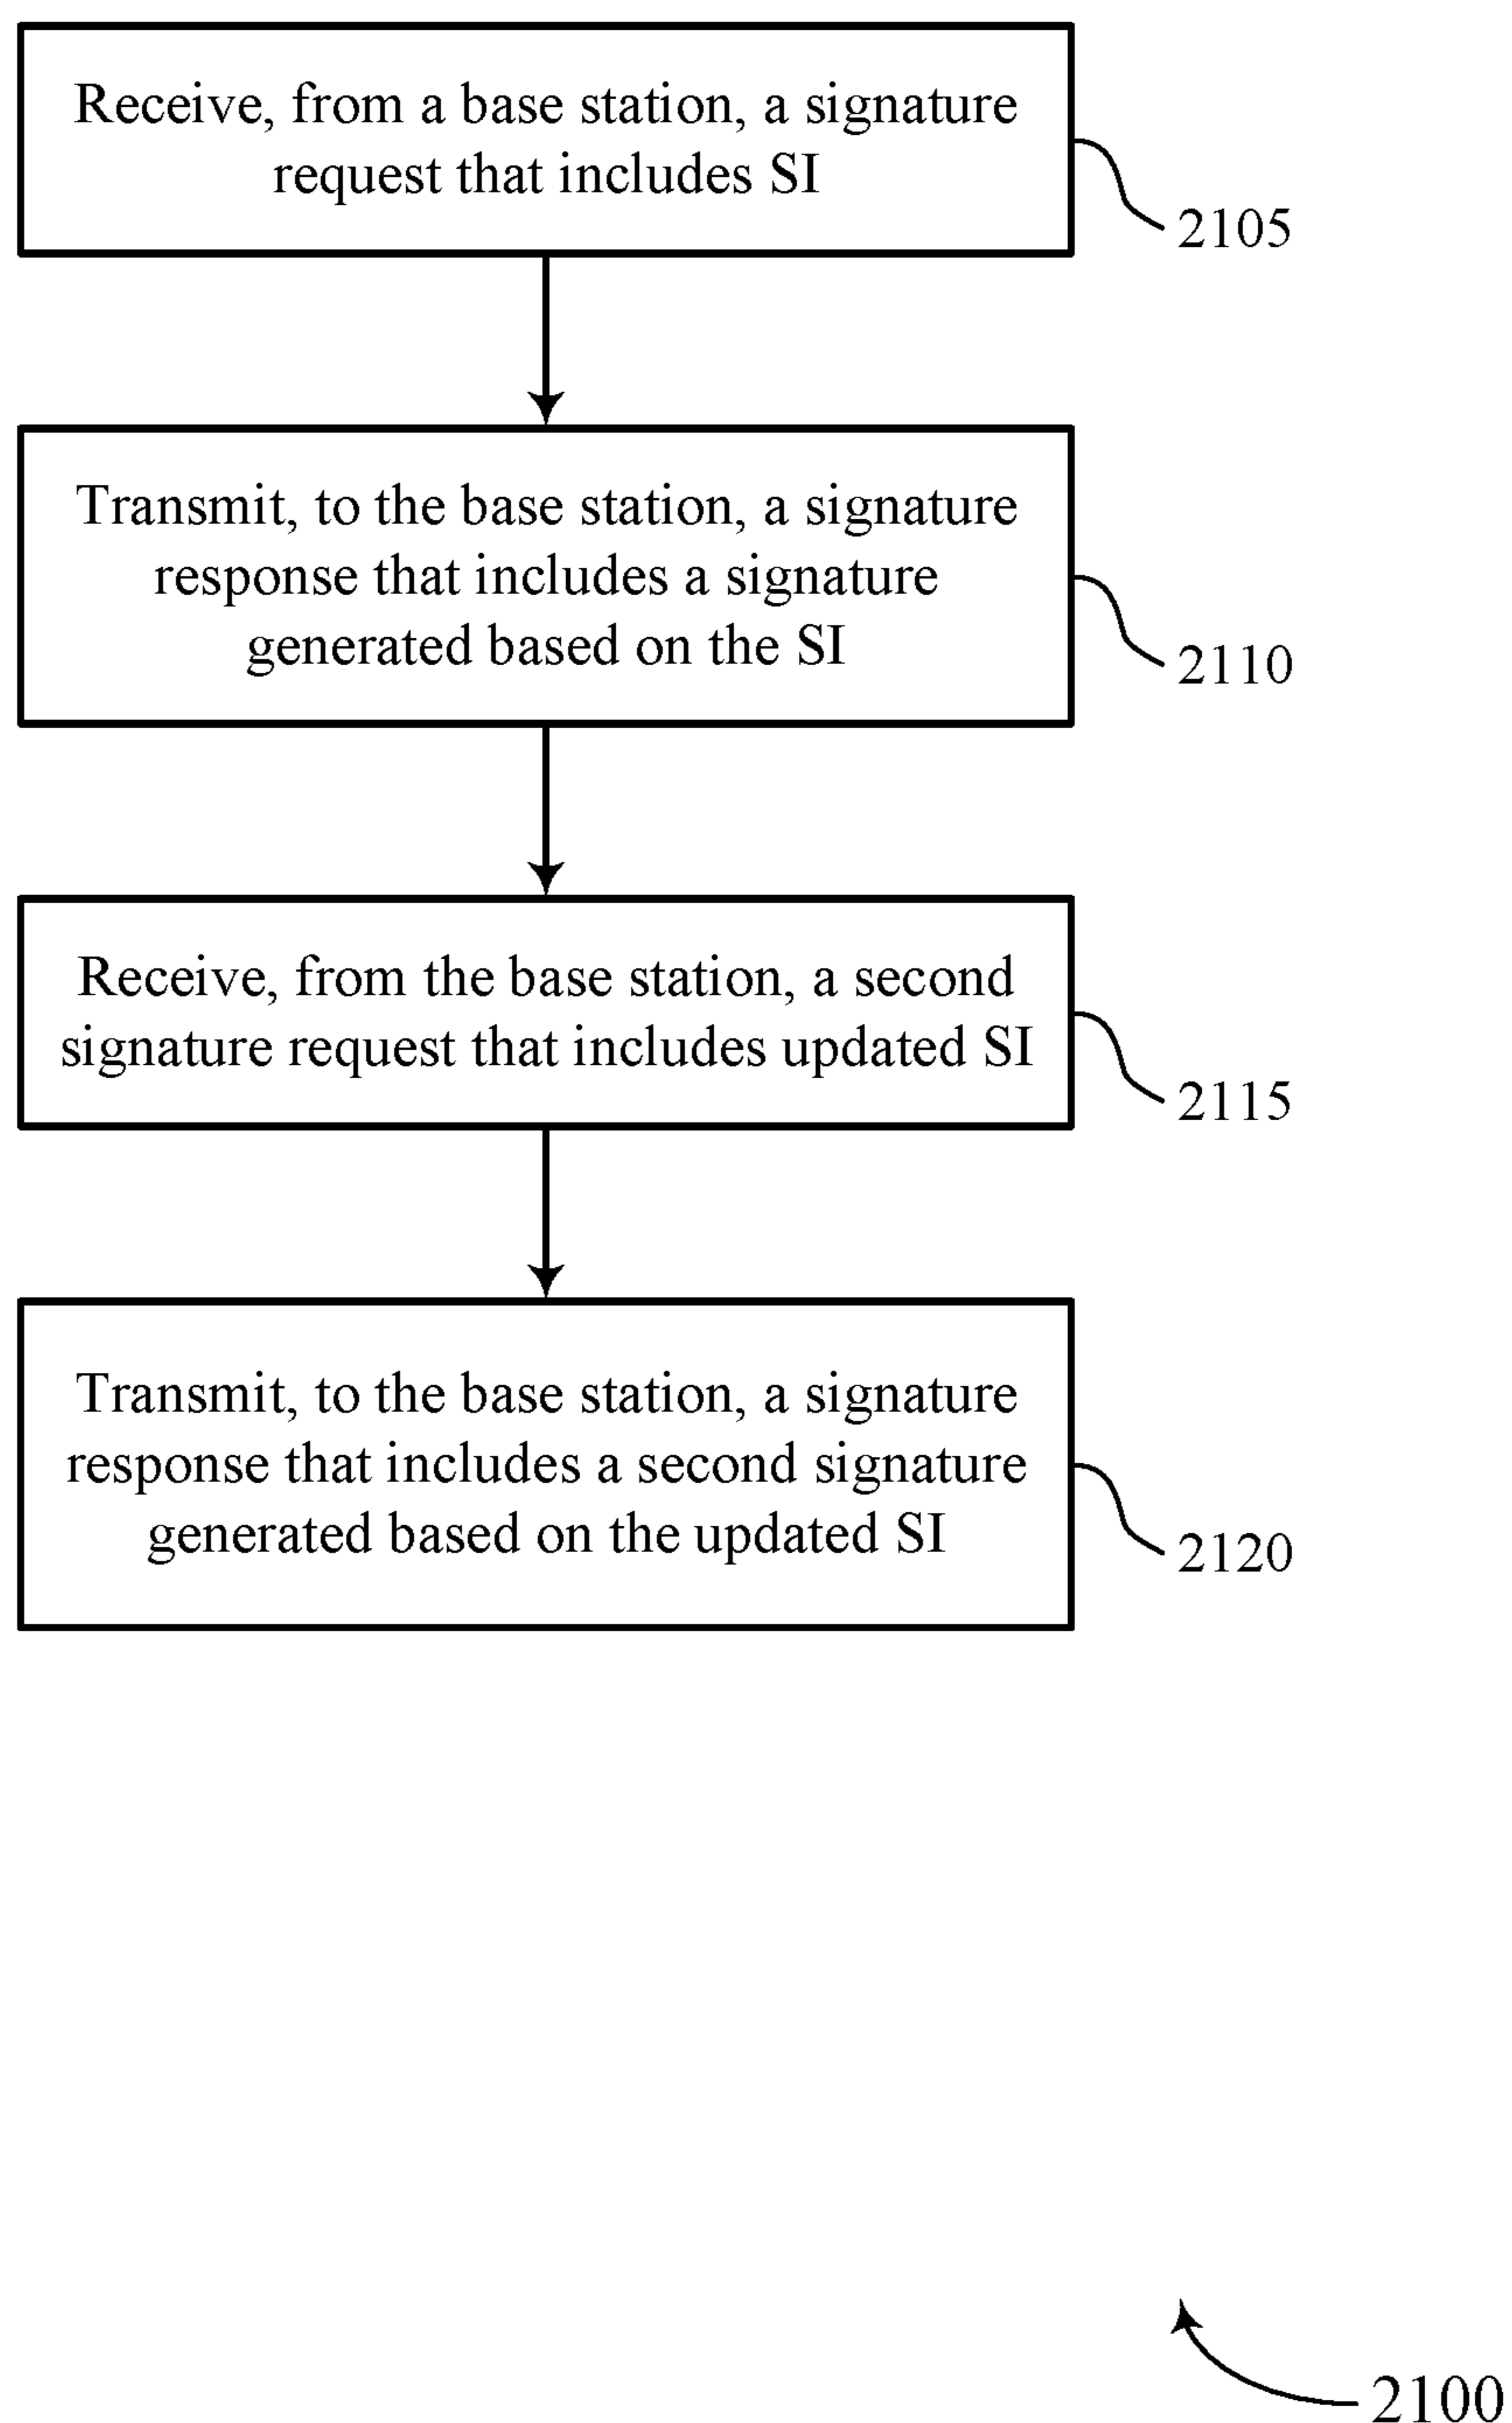 Receive, from a base station, a signature
request that includes SI
2105
Transmit, to the base station, a signature
response that includes a signature
generated based on the SI
2110
Receive, from the base station, a second
signature request that includes updated SI
2115
Transmit, to the base station, a signature
response that includes a second signature
generated based on the updated SI
2120
2100